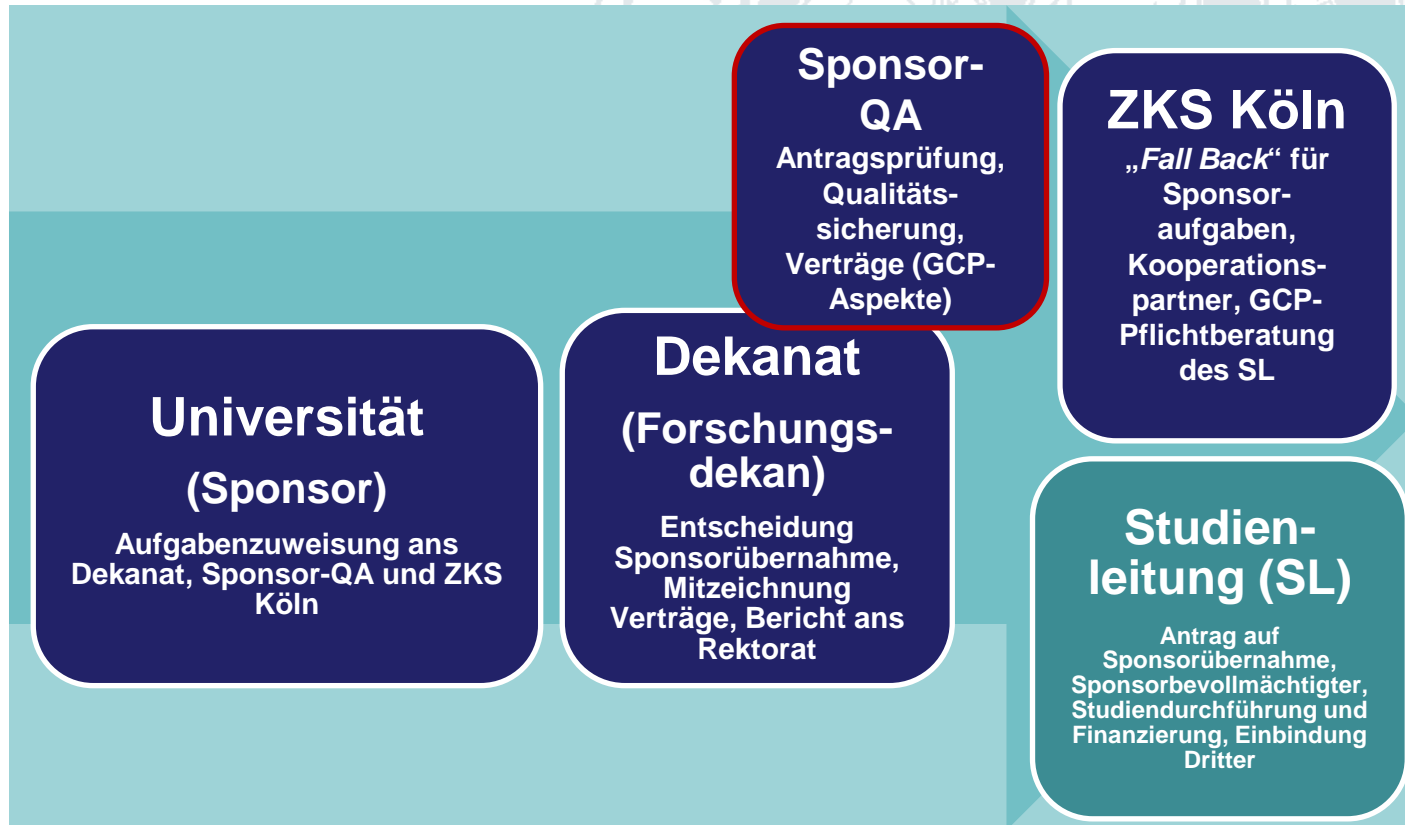 Universität
(Sponsor)
Aufgabenzuweisung ans
Dekanat, Sponsor-QA und ZKS
Köln
Dekanat
(Forschungs-
dekan)
Entscheidung
Sponsorübernahme,
Mitzeichnung
Verträge, Bericht ans
Rektorat
Sponsor-
QA
Antragsprüfung,
Qualitäts-
sicherung,
Verträge (GCP-
Aspekte)
ZKS Köln
„Fall Back“ für
Sponsor-
aufgaben,
Kooperations-
partner, GCP-
Pflichtberatung
des SL
Studien-
leitung (SL)
Antrag auf
Sponsorübernahme,
Sponsorbevollmächtigter,
Studiendurchführung und
Finanzierung, Einbindung
Dritter